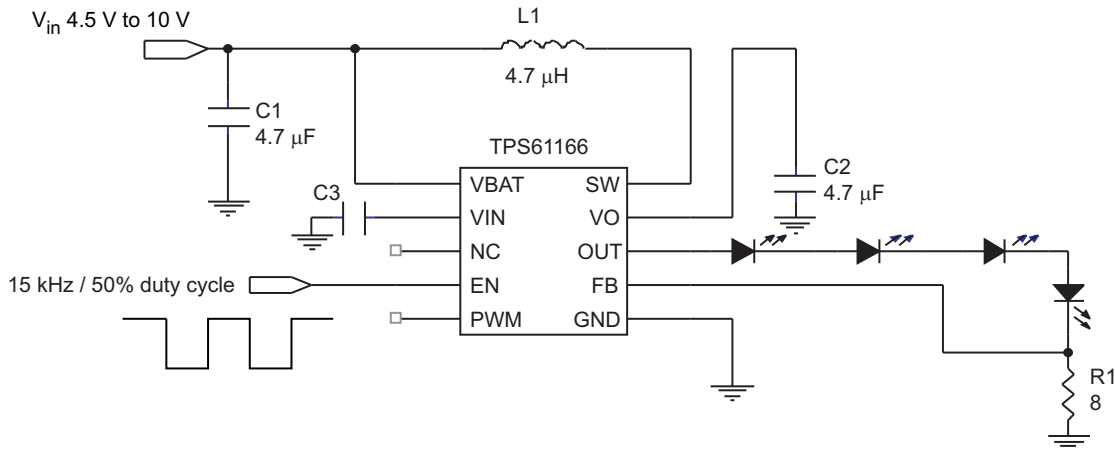 Vin 4.5 V to 10 V
L1
4.7 μH
C1
4.7 μF
TPS61166
C2
4.7 μF
C3
VBAT
SW
VIN
VO
NC
OUT
15 kHz / 50% duty cycle
EN
FB
PWM
GND
R1
8